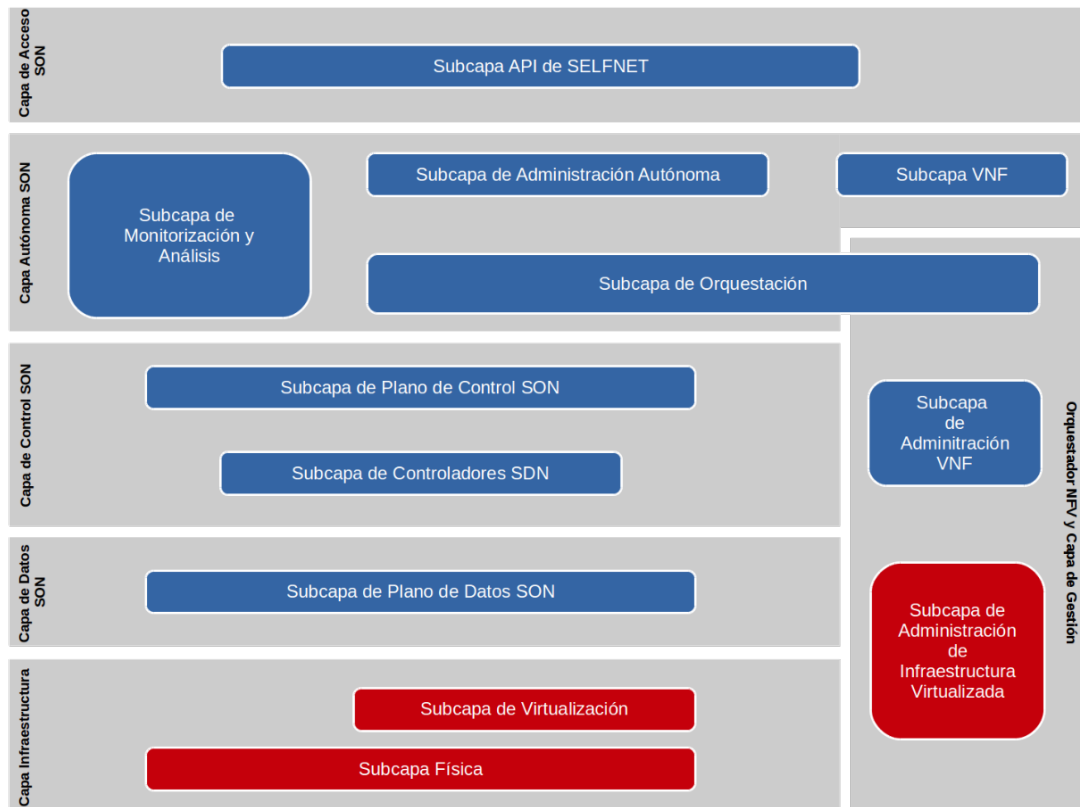 Capa de Acceso
SON
Subcapa API de SELFNET
Capa Autónoma SON
Subcapa de
Monitorización y
Análisis
Subcapa de Administración Autónoma
Subcapa VNF
Subcapa de Orquestación
Capa de Control SON
Subcapa de Plano de Control SON
Subcapa de Controladores SDN
Capa de Datos
SON
Subcapa de Plano de Datos SON
Capa Infraestructura
Subcapa de Virtualización
Subcapa Física
Orquestador NFV y Capa de Gestión
Subcapa
de
Adminitración
VNF
Subcapa de
Administración
de
Infraestructura
Virtualizada